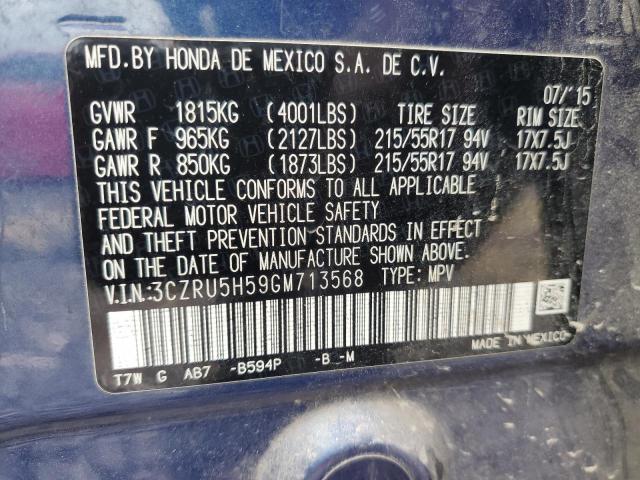 MFD.BY HONDA DE MEXICO S.A. DE C.V.
07/'15
GVWR 1815KG (4001LBS) TIRE SIZE RIM SIZE
GAWR F 965KG (2127LBS) 215/55R17 94V 17X7.5J
GAWR R 850KG (1873LBS) 215/55R17 94V 17X7.5J
THIS VEHICLE CONFORMS TO ALL APPLICABLE
FEDERAL MOTOR VEHICLE SAFETY
AND THEFT PREVENTION STANDARDS IN EFFECT
ON THE DATE OF MANUFACTURE SHOWN ABOVE.
V.I.N.:3CZRU5H59GM713568 TYPE: MPV
T7W G AB7 -B594P -B -M MADE IN MEXICO